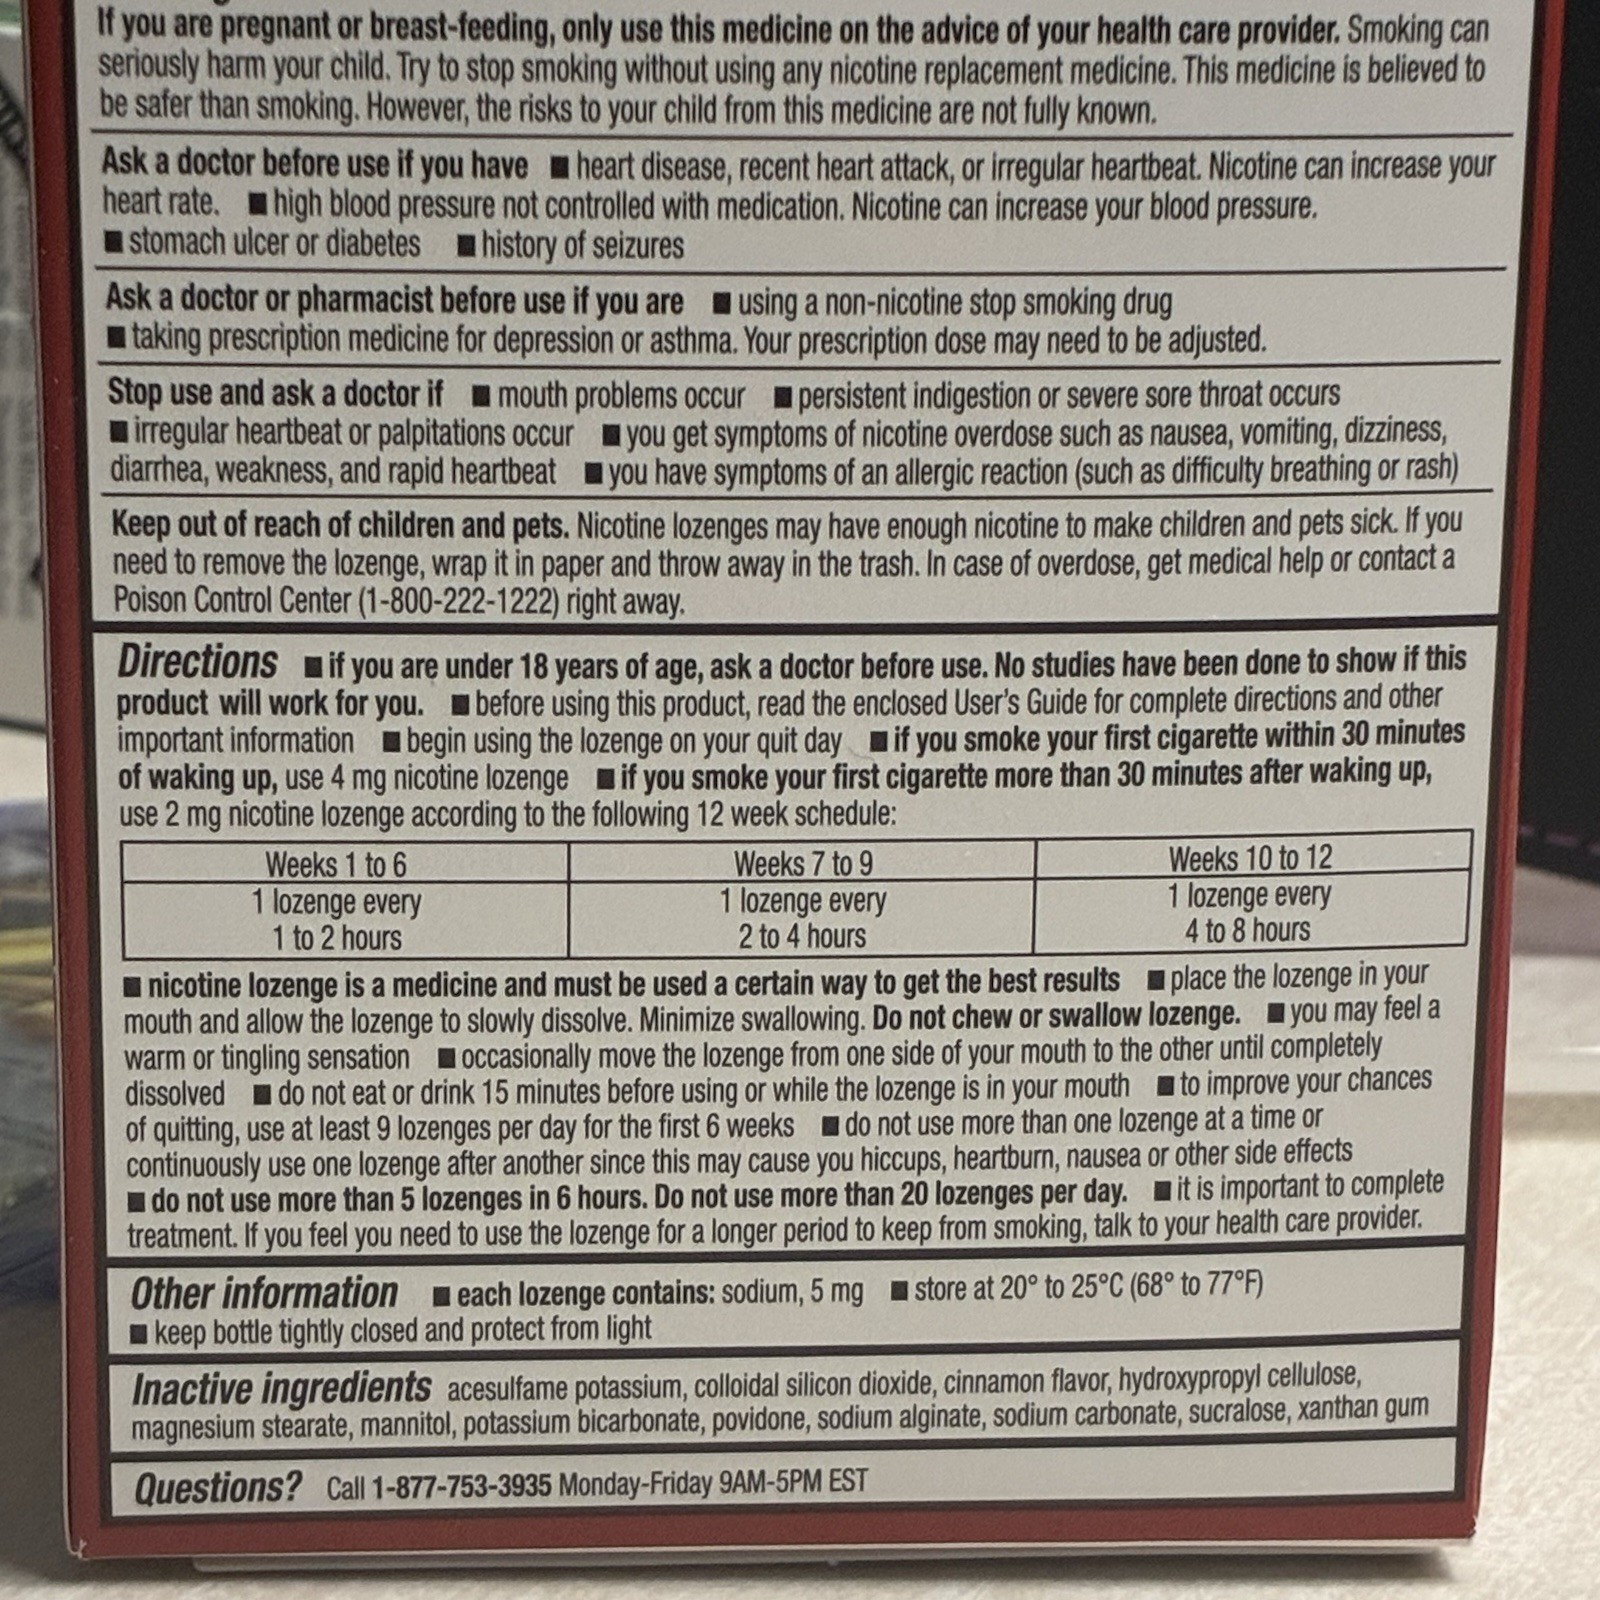 If you are pregnant or breast-feeding, only use this medicine on the advice of your health care provider. Smoking can
seriously harm your child. Try to stop smoking without using any nicotine replacement medicine. This medicine is believed to
be safer than smoking. However, the risks to your child from this medicine are not fully known.
Ask a doctor before use if you have ■ heart disease, recent heart attack, or irregular heartbeat. Nicotine can increase your
heart rate. ■ high blood pressure not controlled with medication. Nicotine can increase your blood pressure.
■ stomach ulcer or diabetes ■ history of seizures
Ask a doctor or pharmacist before use if you are ■ using a non-nicotine stop smoking drug
■ taking prescription medicine for depression or asthma. Your prescription dose may need to be adjusted.
Stop use and ask a doctor if ■ mouth problems occur ■ persistent indigestion or severe sore throat occurs
■ irregular heartbeat or palpitations occur ■ you get symptoms of nicotine overdose such as nausea, vomiting, dizziness,
diarrhea, weakness, and rapid heartbeat ■ you have symptoms of an allergic reaction (such as difficulty breathing or rash)
Keep out of reach of children and pets. Nicotine lozenges may have enough nicotine to make children and pets sick. If you
need to remove the lozenge, wrap it in paper and throw away in the trash. In case of overdose, get medical help or contact a
Poison Control Center (1-800-222-1222) right away.
Directions ■ if you are under 18 years of age, ask a doctor before use. No studies have been done to show if this
product will work for you. ■ before using this product, read the enclosed User's Guide for complete directions and other
important information ■ begin using the lozenge on your quit day ■ if you smoke your first cigarette within 30 minutes
of waking up, use 4 mg nicotine lozenge ■ if you smoke your first cigarette more than 30 minutes after waking up,
use 2 mg nicotine lozenge according to the following 12 week schedule:
Weeks 1 to 6 Weeks 7 to 9 Weeks 10 to 12
1 lozenge every 1 lozenge every 1 lozenge every
1 to 2 hours 2 to 4 hours 4 to 8 hours
■ nicotine lozenge is a medicine and must be used a certain way to get the best results ■ place the lozenge in your
mouth and allow the lozenge to slowly dissolve. Minimize swallowing. Do not chew or swallow lozenge. ■ you may feel a
warm or tingling sensation ■ occasionally move the lozenge from one side of your mouth to the other until completely
dissolved ■ do not eat or drink 15 minutes before using or while the lozenge is in your mouth ■ to improve your chances
of quitting, use at least 9 lozenges per day for the first 6 weeks ■ do not use more than one lozenge at a time or
continuously use one lozenge after another since this may cause you hiccups, heartburn, nausea or other side effects
■ do not use more than 5 lozenges in 6 hours. Do not use more than 20 lozenges per day. ■ it is important to complete
treatment. If you feel you need to use the lozenge for a longer period to keep from smoking, talk to your health care provider.
Other information ■ each lozenge contains: sodium, 5 mg ■ store at 20° to 25°C (68° to 77°F)
■ keep bottle tightly closed and protect from light
Inactive ingredients acesulfame potassium, colloidal silicon dioxide, cinnamon flavor, hydroxypropyl cellulose,
magnesium stearate, mannitol, potassium bicarbonate, povidone, sodium alginate, sodium carbonate, sucralose, xanthan gum
Questions? Call 1-877-753-3935 Monday-Friday 9AM-5PM EST